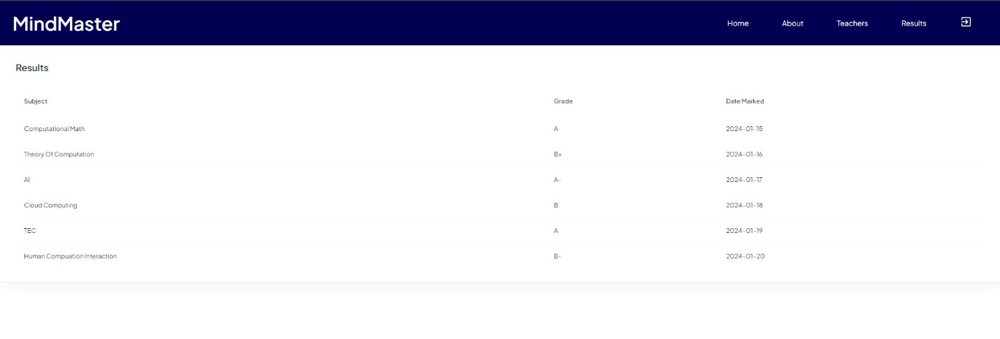 MindMaster Home About Teachers Results
Results
Subject Grade Date Marked
Computational Math A 2024-01-15
Theory Of Computation B+ 2024-01-16
AI A- 2024-01-17
Cloud Computing B 2024-01-18
TEC A 2024-01-19
Human Compuation Interaction B- 2024-01-20